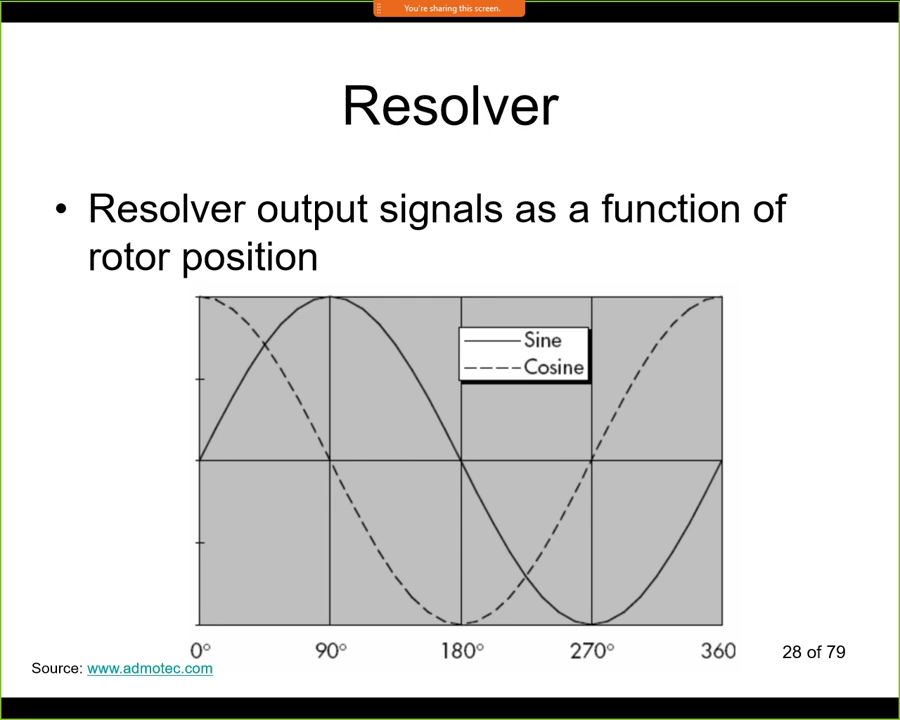 You're sharing this screen.
Resolver
• Resolver output signals as a function of
rotor position
Sine
Cosine
0° 90° 180° 270° 360
28 of 79
Source: www.admotec.com